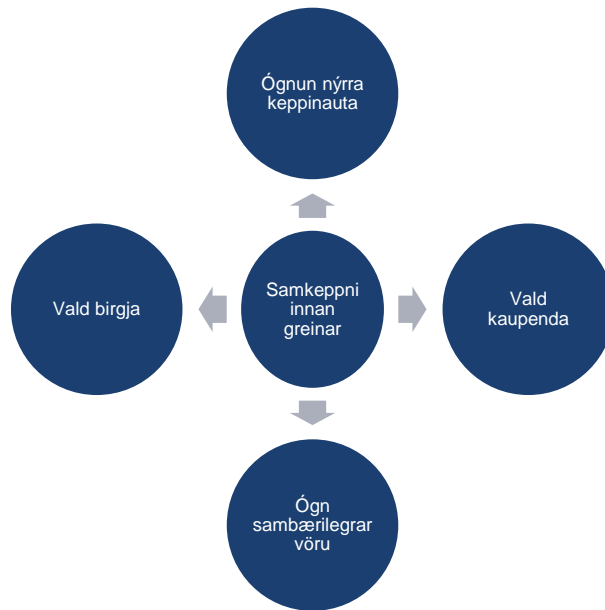 Ógnun nýrra
keppinauta
Vald birgja
Samkeppni
innan
greinar
Vald
kaupenda
Ógn
sambærilegrar
vöru